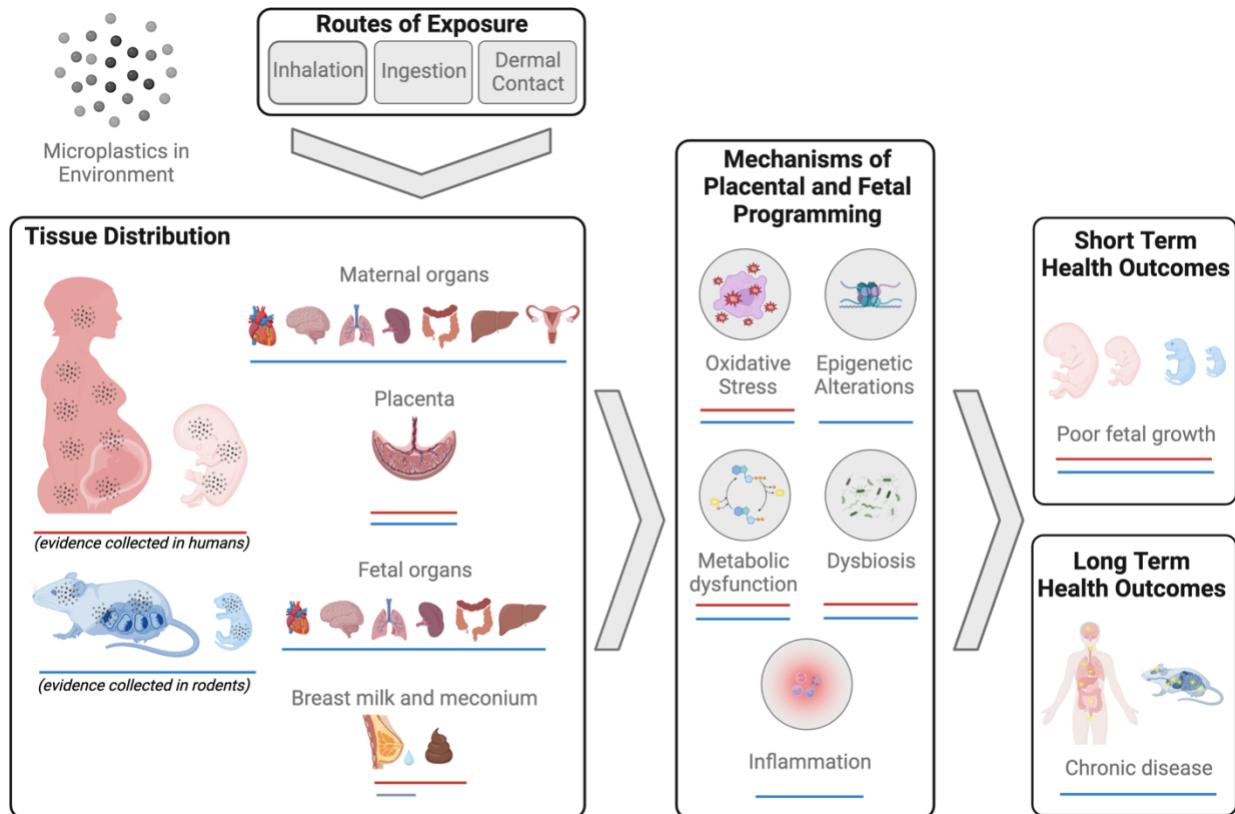 Routes of Exposure
Inhalation
Ingestion
Dermal
Contact
Microplastics in
Environment
Tissue Distribution
Maternal organs
Placenta
(evidence collected in humans)
Fetal organs
(evidence collected in rodents)
Breast milk and meconium
Mechanisms of
Placental and Fetal
Programming
Oxidative
Stress
Epigenetic
Alterations
Metabolic
dysfunction
Dysbiosis
Inflammation
Short Term
Health Outcomes
Poor fetal growth
Long Term
Health Outcomes
Chronic disease